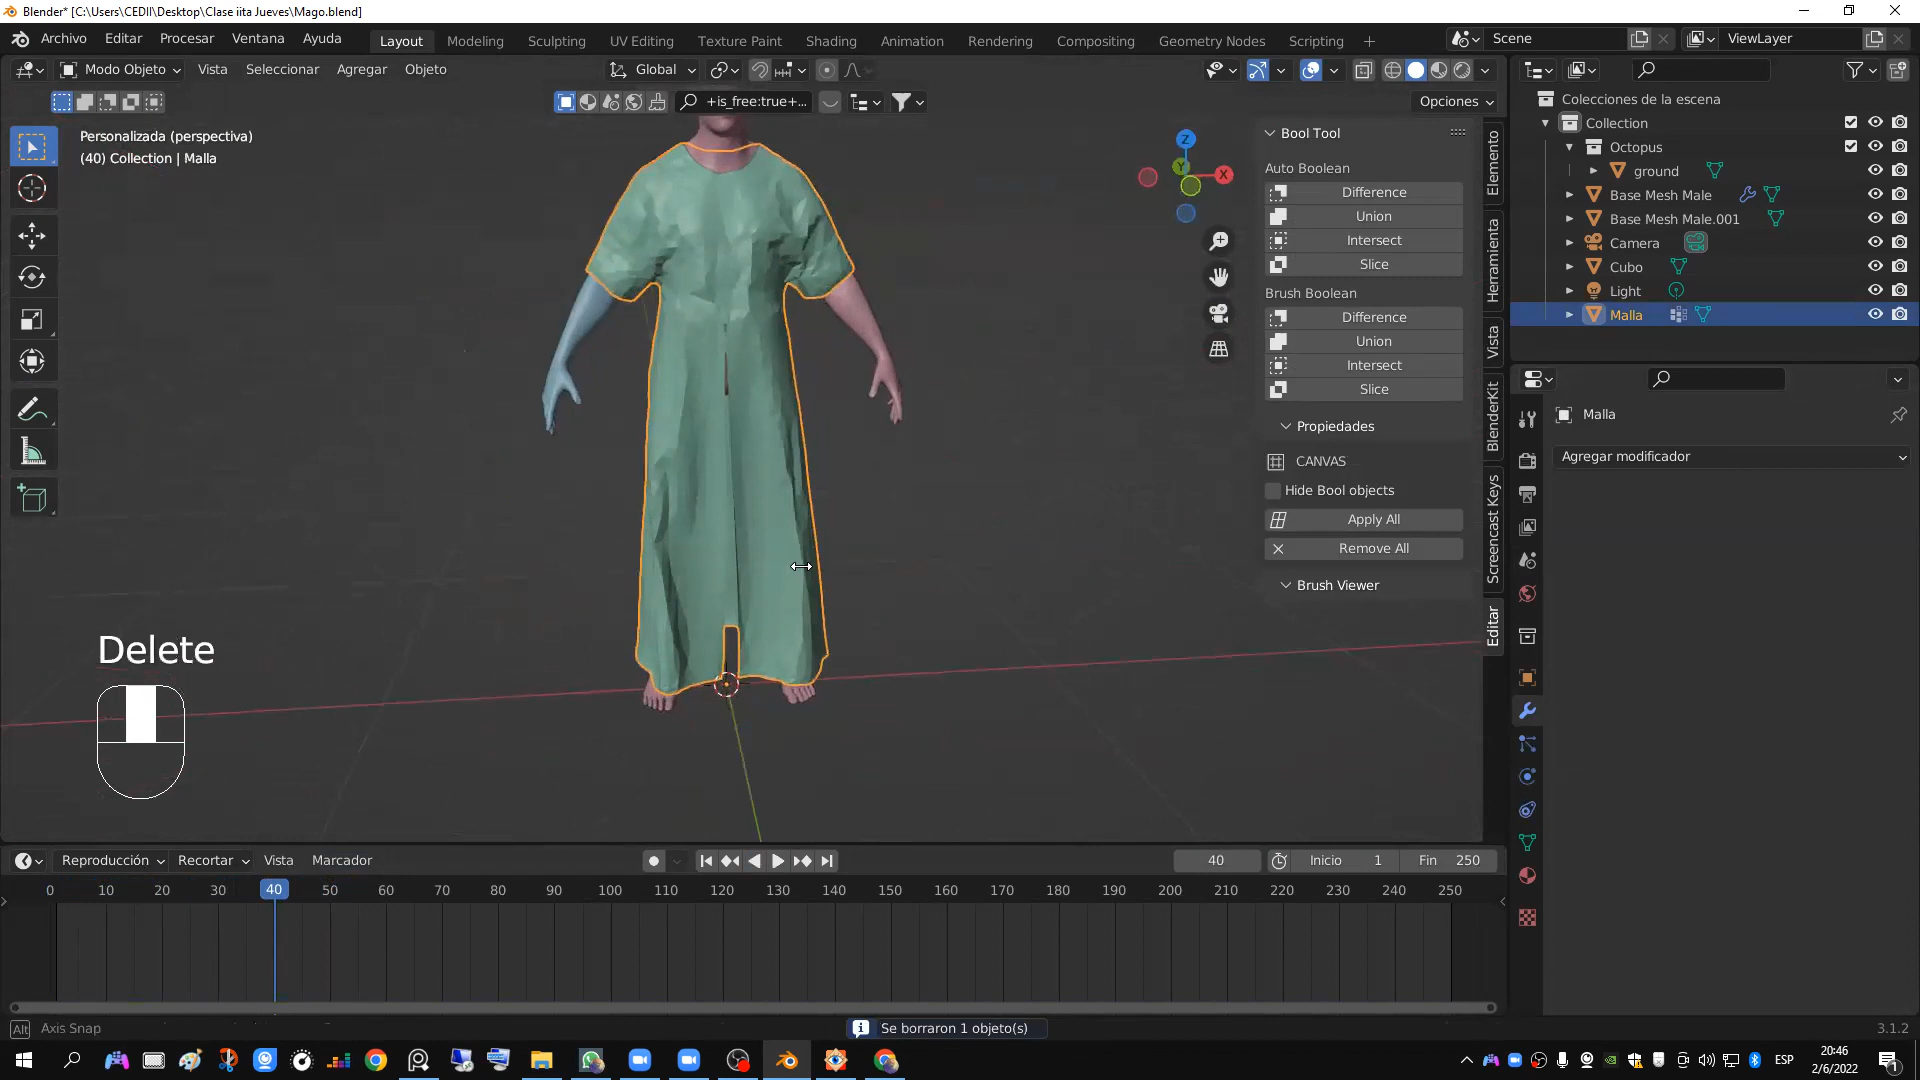 Blender* [C:\Users\CEDII\Desktop\Clase iita Jueves\Mago.blend]
Archivo Editar Procesar Ventana Ayuda Layout Modeling Sculpting UV Editing Texture Paint Shading Animation Rendering Compositing Geometry Nodes Scripting + Scene ViewLayer
Modo Objeto Vista Seleccionar Agregar Objeto Global
+is_free:true+... Opciones
Personalizada (perspectiva)
(40) Collection | Malla
Z
Y
X
Bool Tool
Auto Boolean
Difference
Union
Intersect
Slice
Brush Boolean
Difference
Union
Intersect
Slice
Propiedades
CANVAS
Hide Bool objects
Apply All
Remove All
Brush Viewer
Elemento
Herramienta
Vista
BlenderKit
Screencast Keys
Editar
Colecciones de la escena
Collection
Octopus
ground
Base Mesh Male
Base Mesh Male.001
Camera
Cubo
Light
Malla
Malla
Agregar modificador
Delete
Reproducción Recortar Vista Marcador 40 Inicio 1 Fin 250
0 10 20 30 40 50 60 70 80 90 100 110 120 130 140 150 160 170 180 190 200 210 220 230 240 250
Alt Axis Snap Se borraron 1 objeto(s) 3.1.2
ESP 20:46
2/6/2022
1